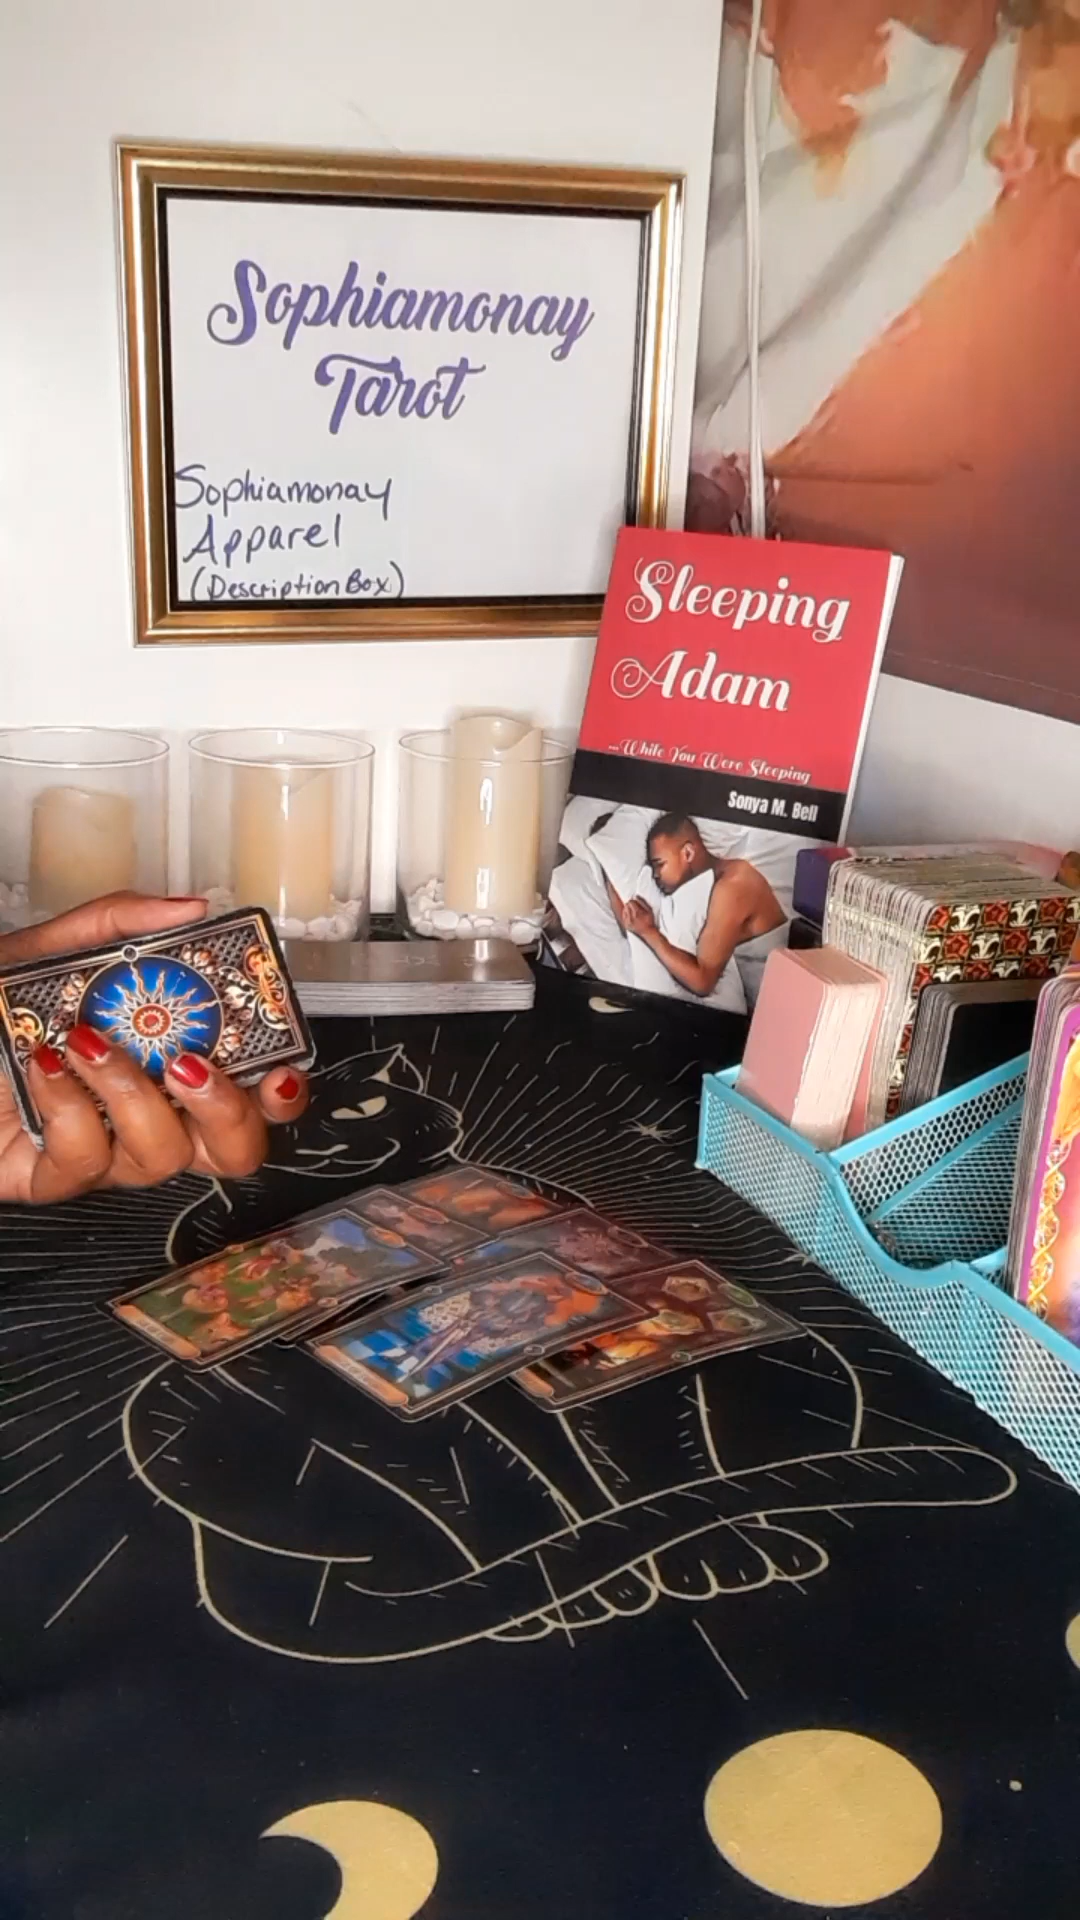 Sophiamonay
Tarot
Sophiamonay
Apparel
(Description Box)
Sleeping
Adam
...While You Were Sleeping
Sonya M. Bell